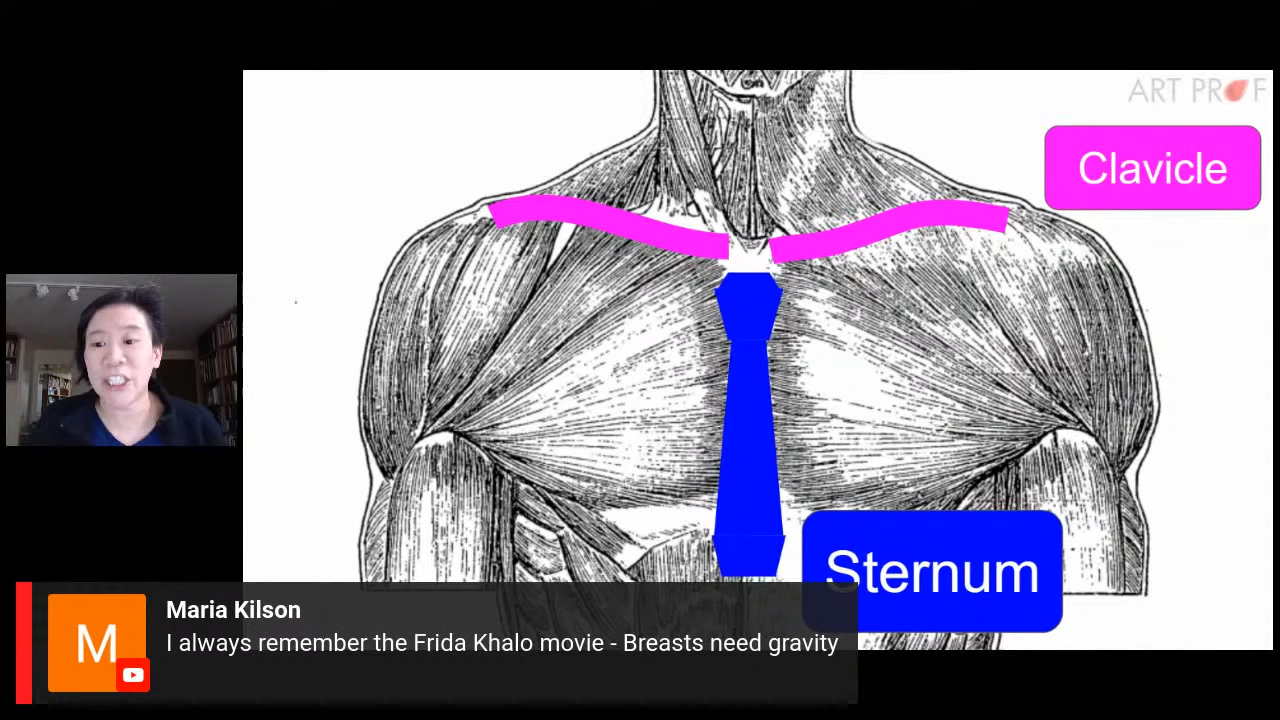 ART PROF
Clavicle
Sternum
Maria Kilson
M
I always remember the Frida Khalo movie - Breasts need gravity